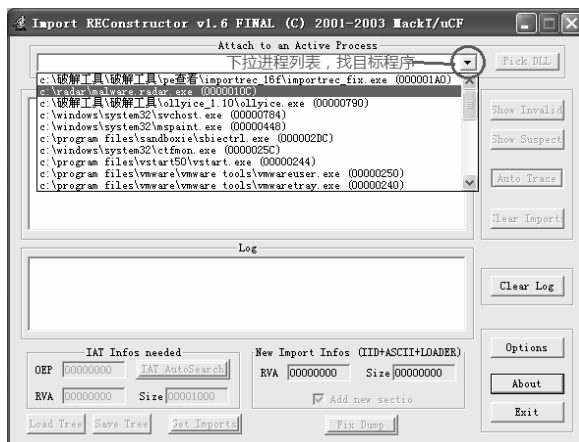 Import REConstructor v1.6 FINAL (C) 2001-2003 MackT/uCF
Attach to an Active Process
下拉进程列表，找目标程序
Pick DLL
c:\破解工具\破解工具\pe查看\importrec_16f\importrec_fix.exe (000001A0)
c:\radar\malware.radar.exe (0000010C)
c:\破解工具\破解工具\ollyice_1.10\ollyice.exe (00000790)
c:\windows\system32\svchost.exe (00000784)
c:\windows\system32\mspaint.exe (00000448)
c:\program files\sandboxie\sbiectrl.exe (000002DC)
c:\windows\system32\ctfmon.exe (0000025C)
c:\program files\vstart50\vstart.exe (00000244)
c:\program files\vmware\vmware tools\vmwareuser.exe (00000250)
c:\program files\vmware\vmware tools\vmwaretray.exe (00000240)
Show Invalid
Show Suspect
Auto Trace
Clear Imports
Log
Clear Log
IAT Infos needed
OEP 00000000 IAT AutoSearch
RVA 00000000 Size 00001000
New Import Infos (IID+ASCII+LOADER)
RVA 00000000 Size 00000000
Add new sectio
Load Tree Save Tree Get Imports
Fix Dump
Options
About
Exit